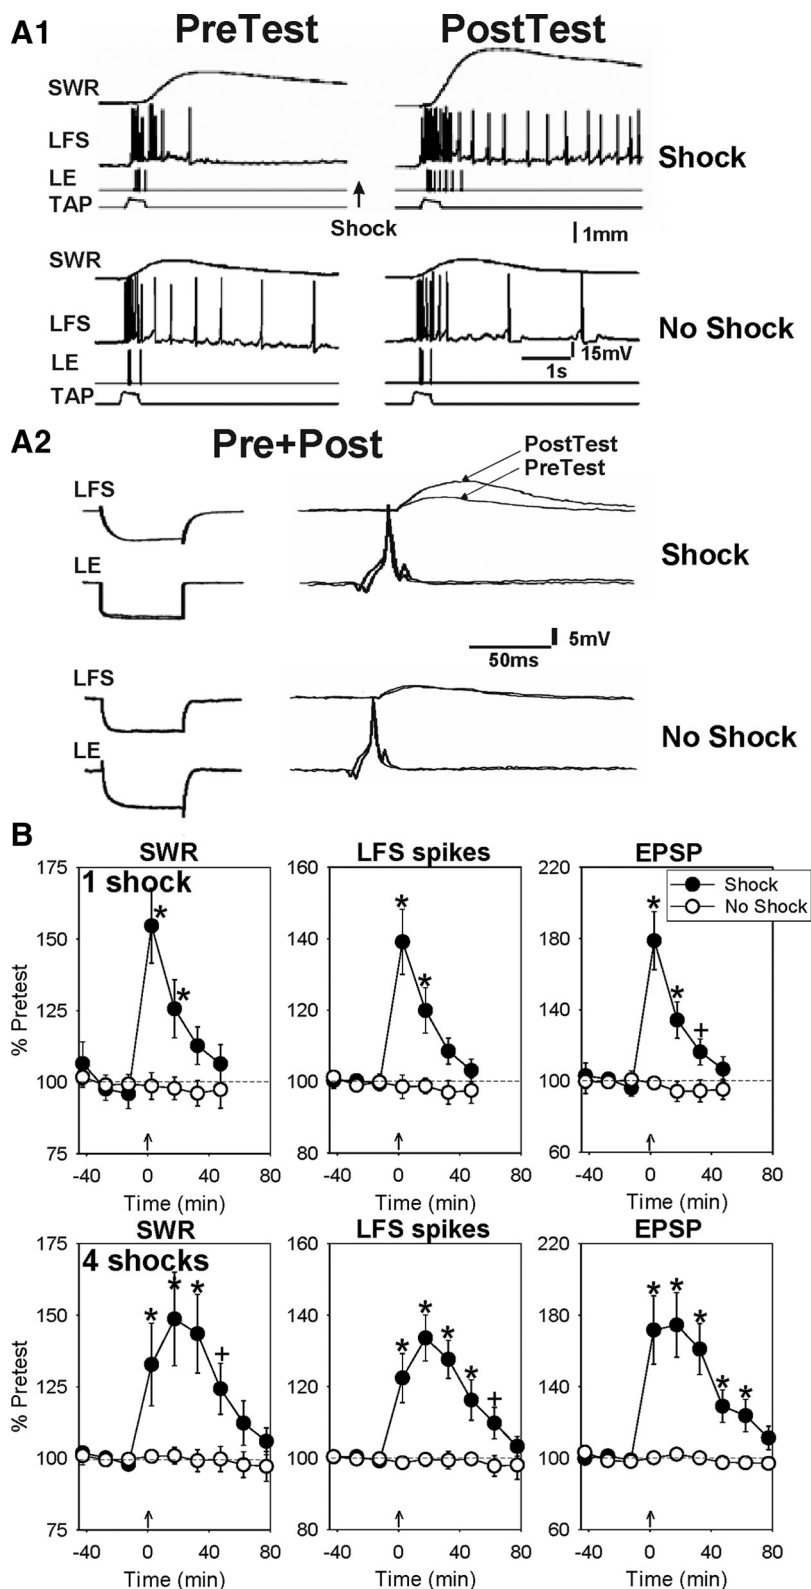 A1
PreTest PostTest
SWR
LFS
LE
TAP
Shock
Shock
1mm
SWR
LFS
LE
TAP
No Shock
15mV
1s
A2
Pre+Post
PostTest
PreTest
LFS
LE
Shock
5mV
50ms
LFS
LE
No Shock
B
SWR LFS spikes EPSP
1 shock
Shock
No Shock
% Pretest
175 150 125 100 75
160 140 120 100 80
220 180 140 100 60
* * * * * * +
-40 0 40 80 -40 0 40 80 -40 0 40 80
Time (min) Time (min) Time (min)
SWR LFS spikes EPSP
4 shocks
% Pretest
175 150 125 100 75
160 140 120 100 80
220 180 140 100 60
* * * + * * * * + * * * * *
-40 0 40 80 -40 0 40 80 -40 0 40 80
Time (min) Time (min) Time (min)